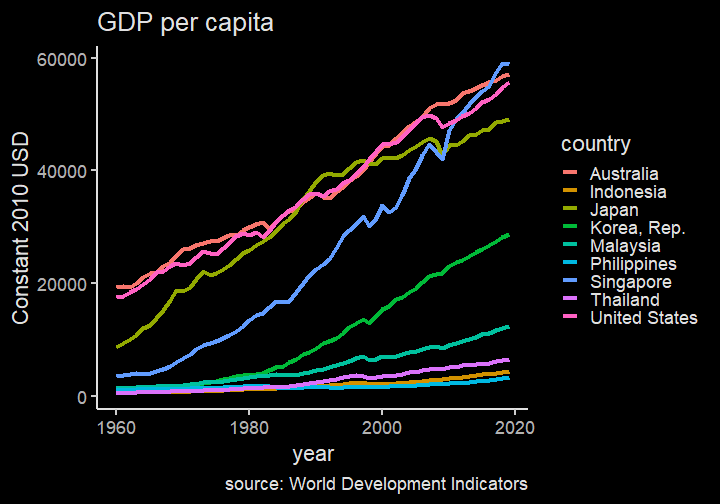 GDP per capita
Constant 2010 USD
60000
40000
20000
0
1960
1980
2000
2020
year
country
Australia
Indonesia
Japan
Korea, Rep.
Malaysia
Philippines
Singapore
Thailand
United States
source: World Development Indicators